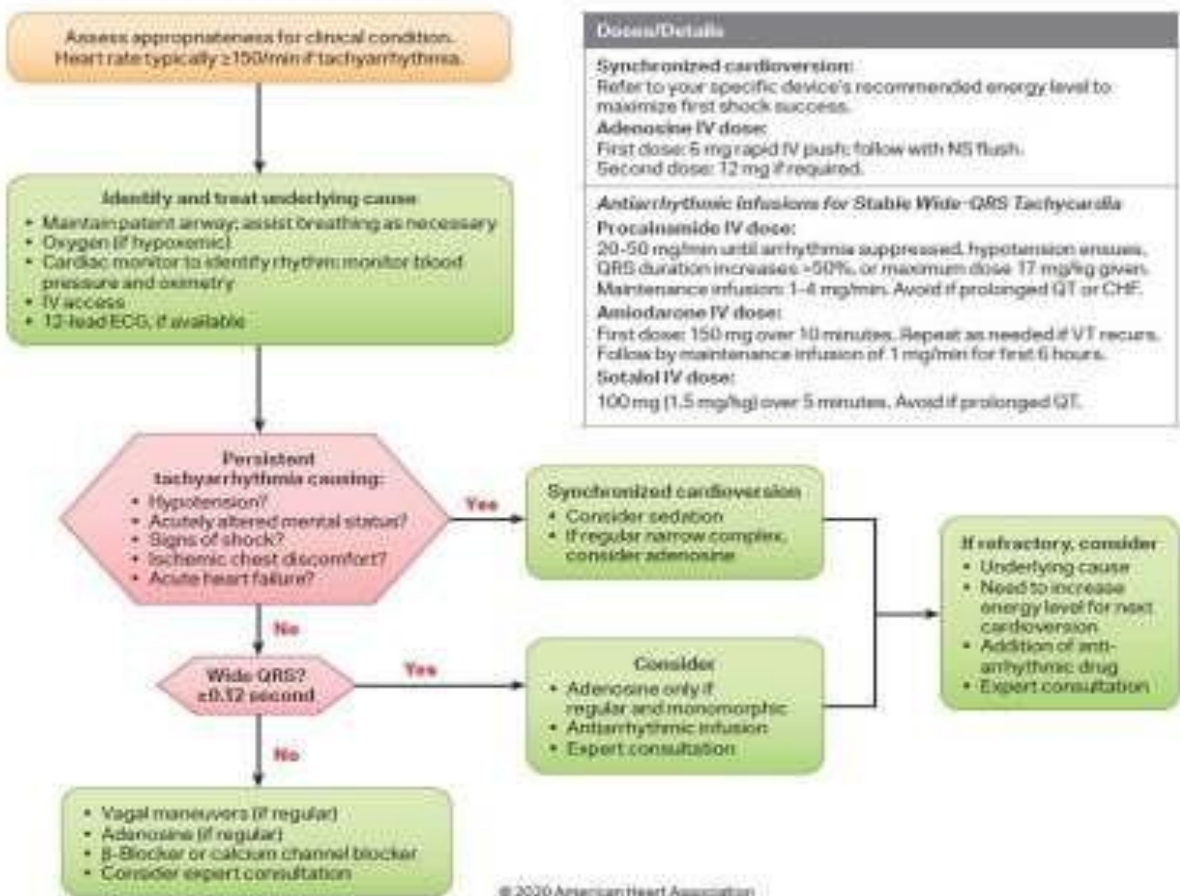 Assess appropriateness for clinical condition.
Heart rate typically ≥150/min if tachyarrhythmia.
Identify and treat underlying cause
• Maintain patent airway; assist breathing as necessary
• Oxygen (if hypoxemic)
• Cardiac monitor to identify rhythm; monitor blood
pressure and oximetry
• IV access
• 12-lead ECG, if available
Persistent
tachyarrhythmia causing:
• Hypotension?
• Acutely altered mental status?
• Signs of shock?
• Ischemic chest discomfort?
• Acute heart failure?
Yes
Synchronized cardioversion
• Consider sedation
• If regular narrow complex,
consider adenosine
No
Wide QRS?
≥0.12 second
Yes
Consider
• Adenosine only if
regular and monomorphic
• Antiarrhythmic infusion
• Expert consultation
If refractory, consider
• Underlying cause
• Need to increase
energy level for next
cardioversion
• Addition of anti-
arrhythmic drug
• Expert consultation
No
• Vagal maneuvers (if regular)
• Adenosine (if regular)
• β-Blocker or calcium channel blocker
• Consider expert consultation
Doses/Details
Synchronized cardioversion:
Refer to your specific device's recommended energy level to
maximize first shock success.
Adenosine IV dose:
First dose: 6 mg rapid IV push; follow with NS flush.
Second dose: 12 mg if required.
Antiarrhythmic Infusions for Stable Wide-QRS Tachycardia
Procainamide IV dose:
20-50 mg/min until arrhythmia suppressed, hypotension ensues,
QRS duration increases >50%, or maximum dose 17 mg/kg given.
Maintenance infusion: 1-4 mg/min. Avoid if prolonged QT or CHF.
Amiodarone IV dose:
First dose: 150 mg over 10 minutes. Repeat as needed if VT recurs.
Follow by maintenance infusion of 1 mg/min for first 6 hours.
Sotalol IV dose:
100 mg (1.5 mg/kg) over 5 minutes. Avoid if prolonged QT.
© 2020 American Heart Association